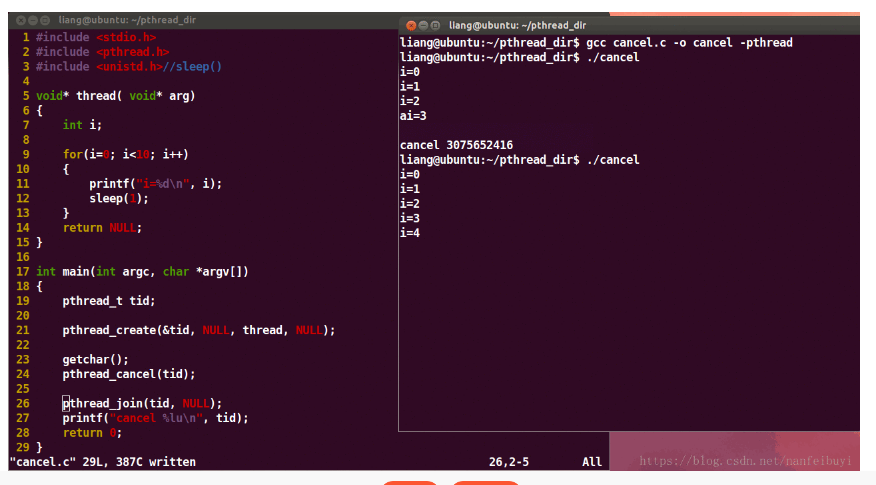 liang@ubuntu: ~/pthread_dir
1 #include <stdio.h>
2 #include <pthread.h>
3 #include <unistd.h>//sleep()
4
5 void* thread( void* arg)
6 {
7     int i;
8
9     for(i=0; i<10; i++)
10     {
11         printf("i=%d\n", i);
12         sleep(1);
13     }
14     return NULL;
15 }
16
17 int main(int argc, char *argv[])
18 {
19     pthread_t tid;
20
21     pthread_create(&tid, NULL, thread, NULL);
22
23     getchar();
24     pthread_cancel(tid);
25
26     pthread_join(tid, NULL);
27     printf("cancel %lu\n", tid);
28     return 0;
29 }
"cancel.c" 29L, 387C written 26,2-5 All
liang@ubuntu: ~/pthread_dir
liang@ubuntu:~/pthread_dir$ gcc cancel.c -o cancel -pthread
liang@ubuntu:~/pthread_dir$ ./cancel
i=0
i=1
i=2
ai=3

cancel 3075652416
liang@ubuntu:~/pthread_dir$ ./cancel
i=0
i=1
i=2
i=3
i=4
https://blog.csdn.net/nanfeibuyi